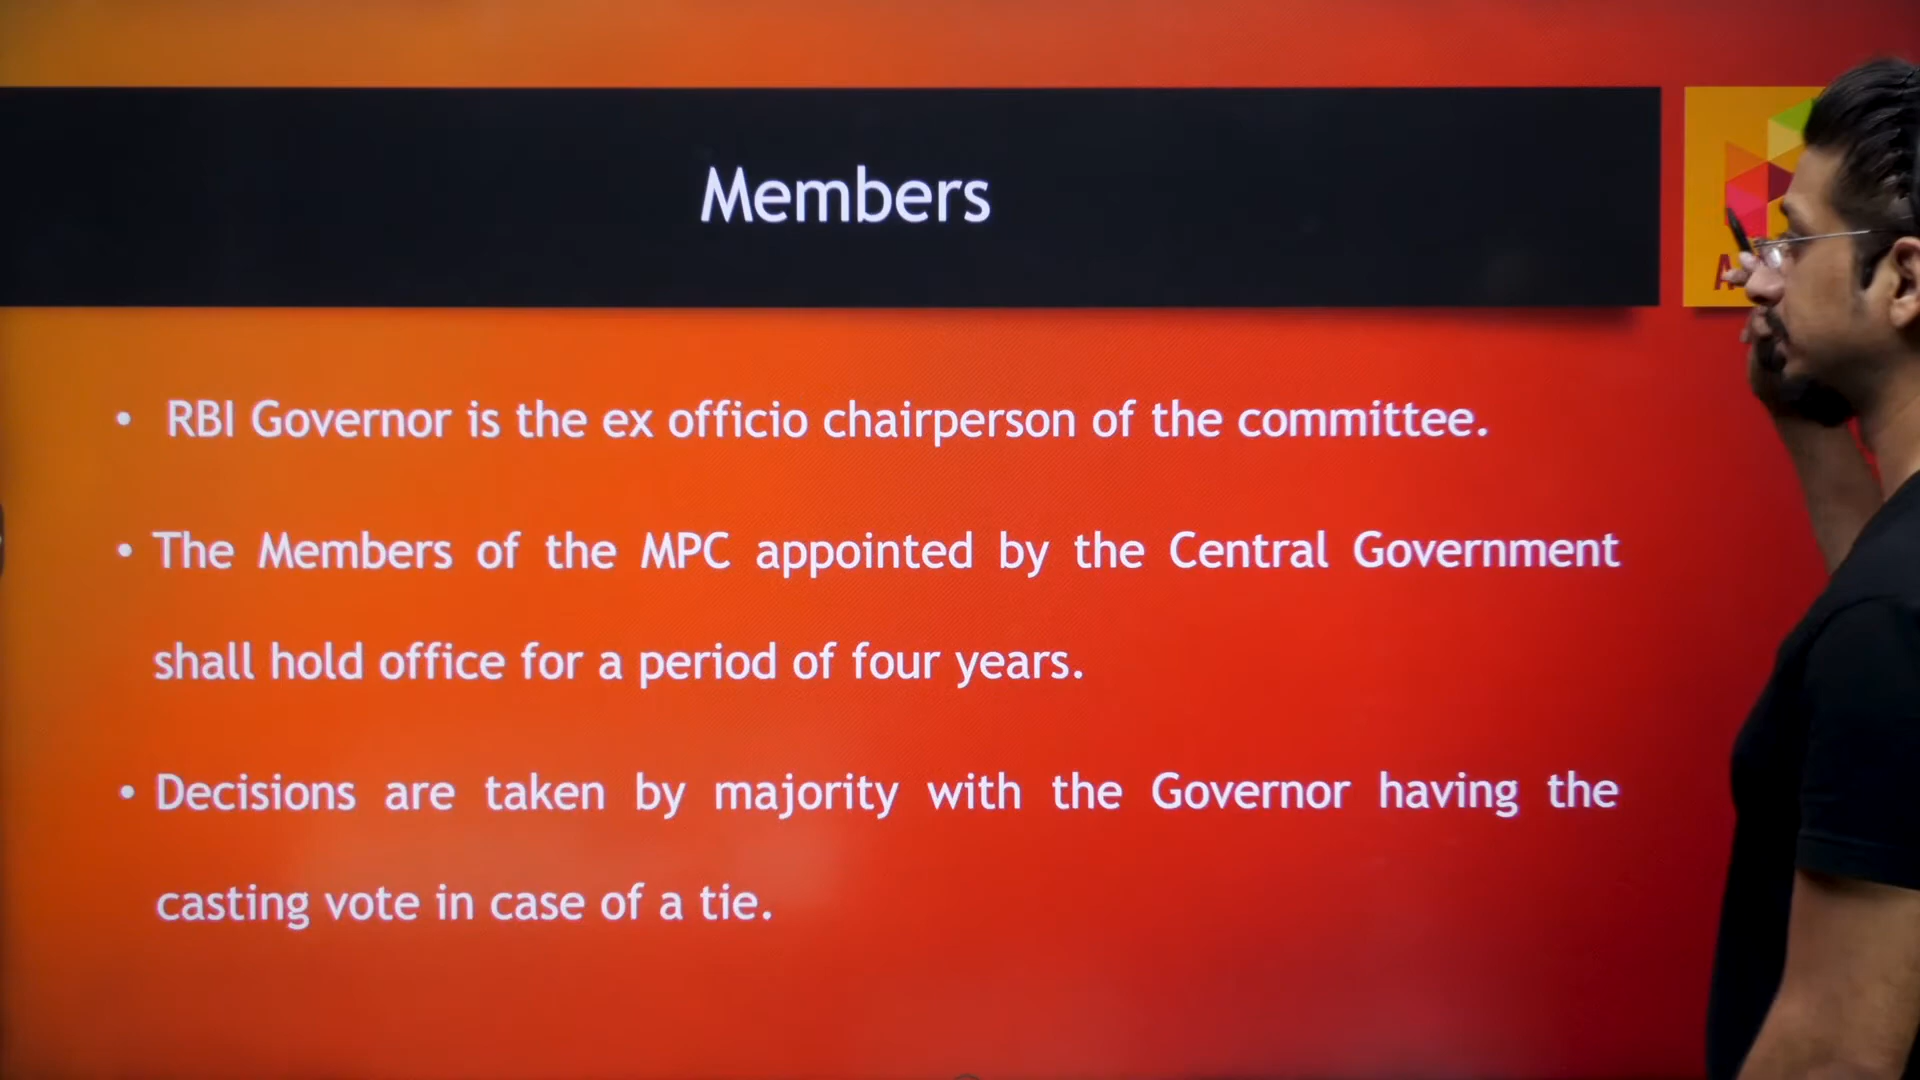 Members
• RBI Governor is the ex officio chairperson of the committee.
• The Members of the MPC appointed by the Central Government
shall hold office for a period of four years.
• Decisions are taken by majority with the Governor having the
casting vote in case of a tie.
A